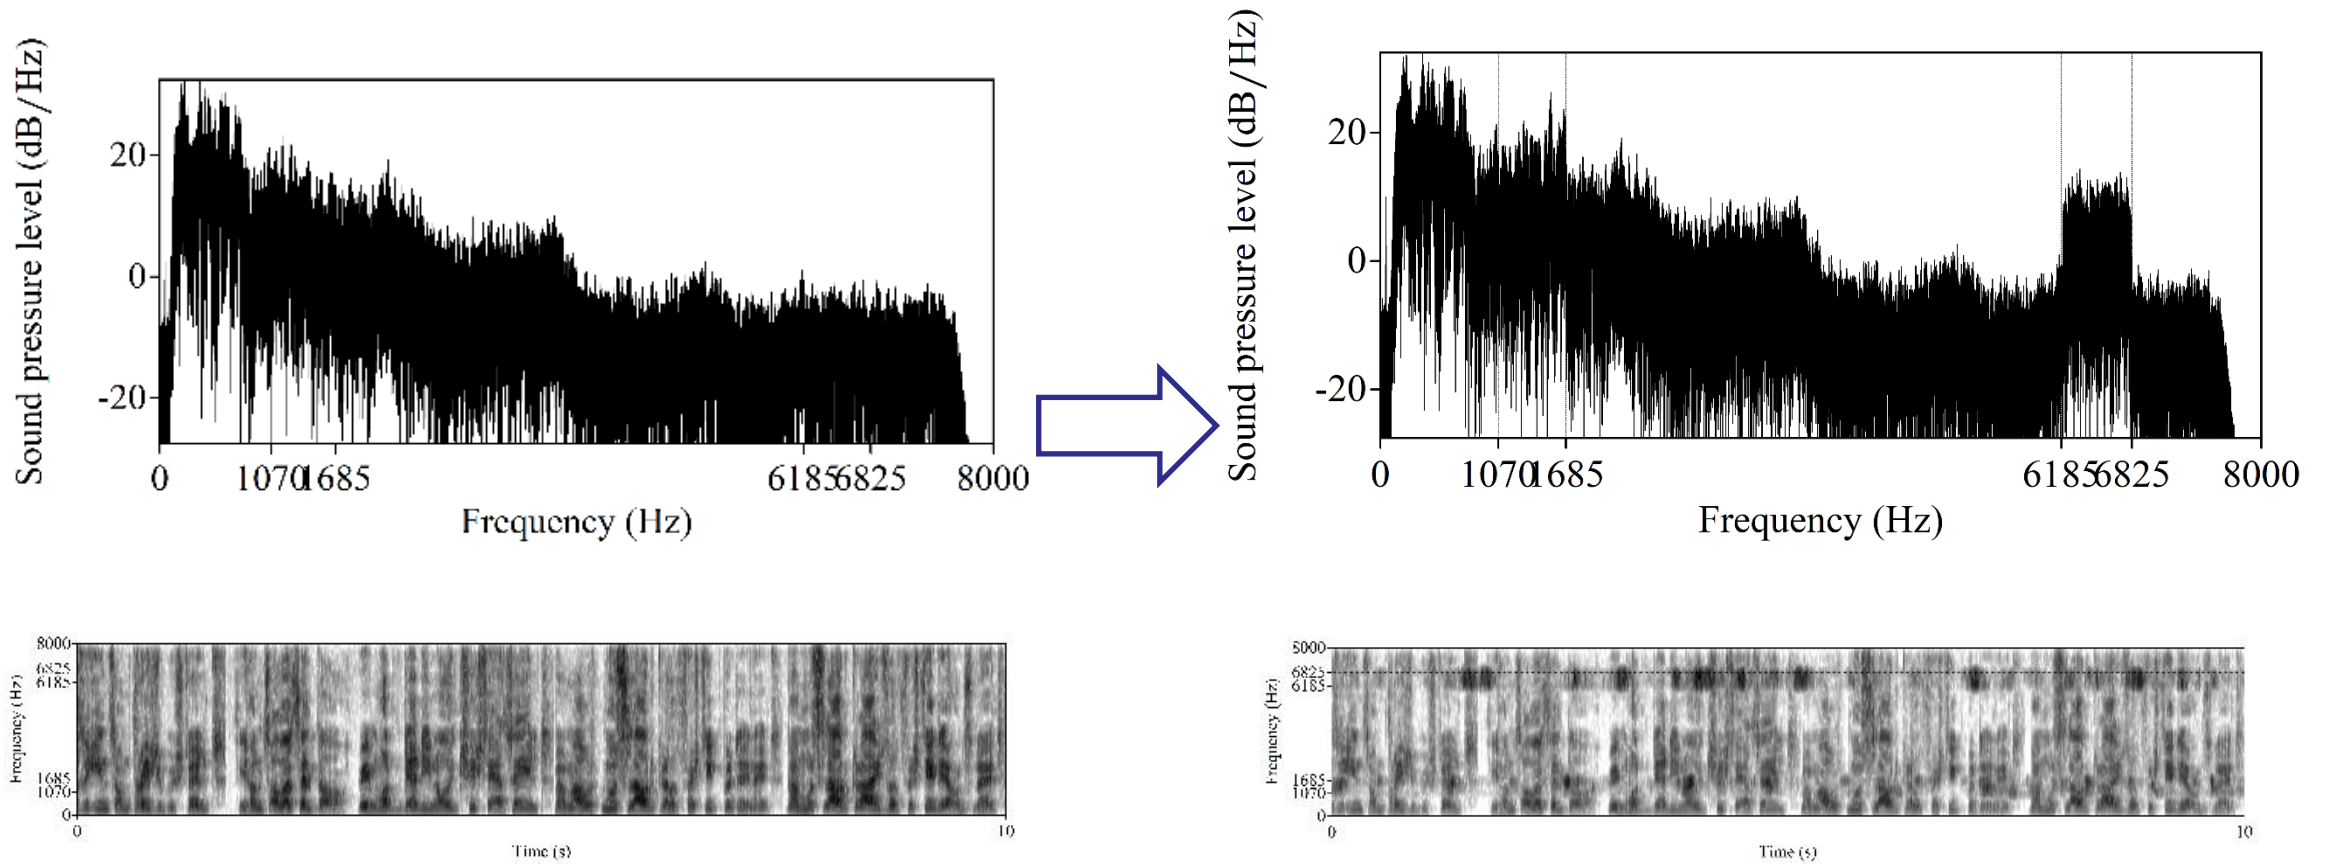 Sound pressure level (dB/Hz)
20
0
-20
0 1070 1685 6185 6825 8000
Frequency (Hz)
Sound pressure level (dB/Hz)
20
0
-20
0 1070 1685 6185 6825 8000
Frequency (Hz)
Frequency (Hz)
8000
6825
6185
1685
1070
0
0 10
Time (s)
Frequency (Hz)
8000
6825
6185
1685
1070
0
0 10
Time (s)